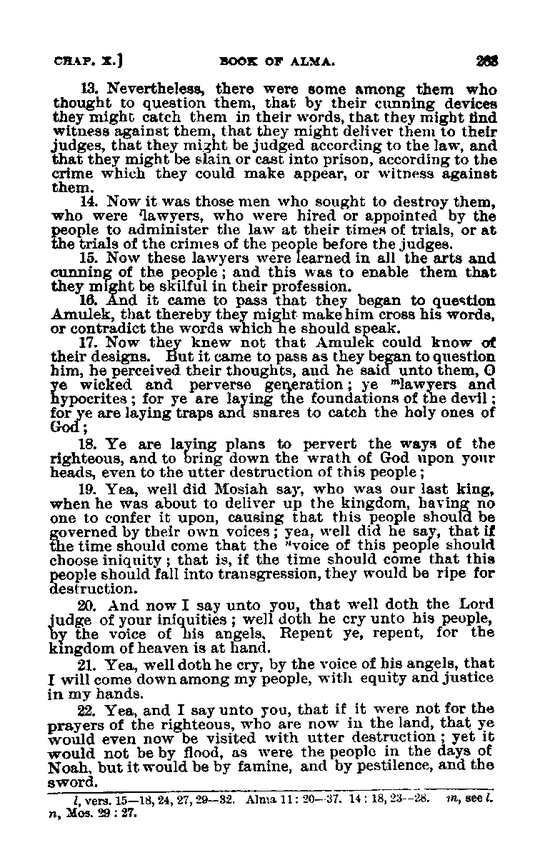 CHAP. X.] BOOK OF ALMA. 263
13. Nevertheless, there were some among them who
thought to question them, that by their cunning devices
they might catch them in their words, that they might find
witness against them, that they might deliver them to their
judges, that they might be judged according to the law, and
that they might be slain or cast into prison, according to the
crime which they could make appear, or witness against
them.
14. Now it was those men who sought to destroy them,
who were llawyers, who were hired or appointed by the
people to administer the law at their times of trials, or at
the trials of the crimes of the people before the judges.
15. Now these lawyers were learned in all the arts and
cunning of the people; and this was to enable them that
they might be skilful in their profession.
16. And it came to pass that they began to question
Amulek, that thereby they might make him cross his words,
or contradict the words which he should speak.
17. Now they knew not that Amulek could know of
their designs. But it came to pass as they began to question
him, he perceived their thoughts, and he said unto them, O
ye wicked and perverse generation; ye mlawyers and
hypocrites; for ye are laying the foundations of the devil;
for ye are laying traps and snares to catch the holy ones of
God;
18. Ye are laying plans to pervert the ways of the
righteous, and to bring down the wrath of God upon your
heads, even to the utter destruction of this people;
19. Yea, well did Mosiah say, who was our last king,
when he was about to deliver up the kingdom, having no
one to confer it upon, causing that this people should be
governed by their own voices; yea, well did he say, that if
the time should come that the nvoice of this people should
choose iniquity; that is, if the time should come that this
people should fall into transgression, they would be ripe for
destruction.
20. And now I say unto you, that well doth the Lord
judge of your iniquities; well doth he cry unto his people,
by the voice of his angels, Repent ye, repent, for the
kingdom of heaven is at hand.
21. Yea, well doth he cry, by the voice of his angels, that
I will come down among my people, with equity and justice
in my hands.
22. Yea, and I say unto you, that if it were not for the
prayers of the righteous, who are now in the land, that ye
would even now be visited with utter destruction; yet it
would not be by flood, as were the people in the days of
Noah, but it would be by famine, and by pestilence, and the
sword.
l, vers. 15—18, 24, 27, 29—32. Alma 11: 20—37. 14: 18, 23—28. m, see l.
n, Mos. 29: 27.